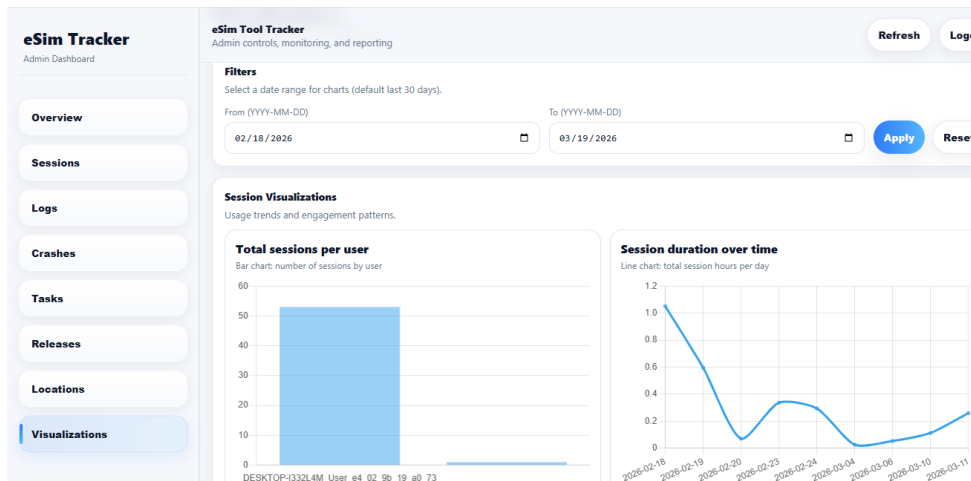 eSim Tracker
Admin Dashboard
Overview
Sessions
Logs
Crashes
Tasks
Releases
Locations
Visualizations
eSim Tool Tracker
Admin controls, monitoring, and reporting
Refresh
Filters
Select a date range for charts (default last 30 days).
From (YYYY-MM-DD)
To (YYYY-MM-DD)
02/18/2026
03/19/2026
Apply
Session Visualizations
Usage trends and engagement patterns.
Total sessions per user
Bar chart: number of sessions by user
60
50
40
30
20
10
0
DESKTOP-I332L4M_User_e4_02_9b_19_a0_73
Session duration over time
Line chart: total session hours per day
1.2
1.0
0.8
0.6
0.4
0.2
0
2026-02-18
2026-02-19
2026-02-20
2026-02-23
2026-02-24
2026-03-04
2026-03-06
2026-03-10
2026-03-11